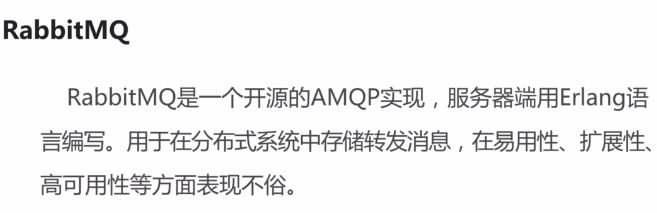 RabbitMQ
RabbitMQ是一个开源的AMQP实现，服务器端用Erlang语
言编写。用于在分布式系统中存储转发消息，在易用性、扩展性、
高可用性等方面表现不俗。